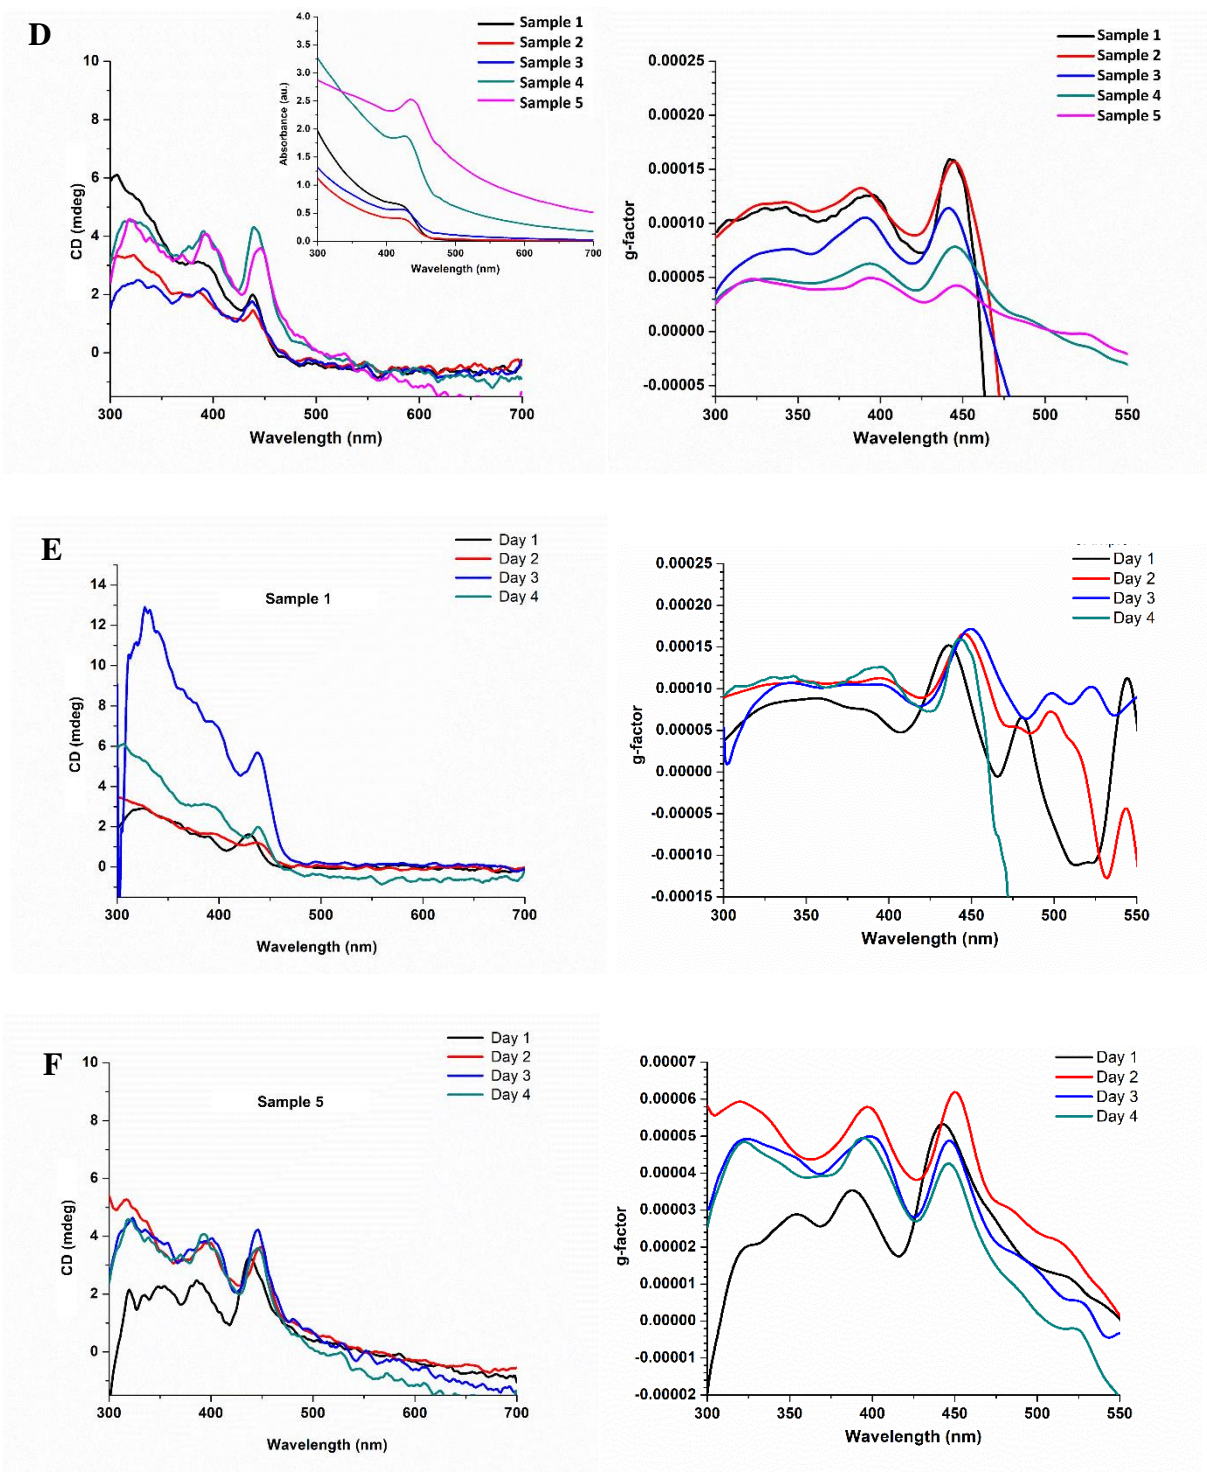 D
Sample 1
Sample 2
Sample 3
Sample 4
Sample 5
4.0
3.5
3.0
2.5
2.0
1.5
1.0
0.5
0.0
Absorbance (au.)
300 400 500 600 700
Wavelength (nm)
10
8
6
4
2
0
CD (mdeg)
300 400 500 600 700
Wavelength (nm)
Sample 1
Sample 2
Sample 3
Sample 4
Sample 5
0.00025
0.00020
0.00015
0.00010
0.00005
0.00000
-0.00005
g-factor
300 350 400 450 500 550
Wavelength (nm)
E
Day 1
Day 2
Day 3
Day 4
Sample 1
14
12
10
8
6
4
2
0
CD (mdeg)
300 400 500 600 700
Wavelength (nm)
Day 1
Day 2
Day 3
Day 4
0.00025
0.00020
0.00015
0.00010
0.00005
0.00000
-0.00005
-0.00010
-0.00015
g-factor
300 350 400 450 500 550
Wavelength (nm)
F
Day 1
Day 2
Day 3
Day 4
Sample 5
10
8
6
4
2
0
CD (mdeg)
300 400 500 600 700
Wavelength (nm)
Day 1
Day 2
Day 3
Day 4
0.00007
0.00006
0.00005
0.00004
0.00003
0.00002
0.00001
0.00000
-0.00001
-0.00002
g-factor
300 350 400 450 500 550
Wavelength (nm)